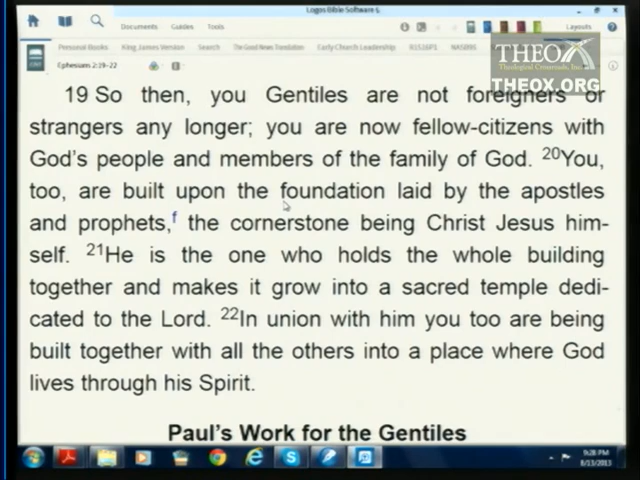 Logos Bible Software 5
Documents Guides Tools
Layouts
Personal Books King James Version Search The Good News Translation Early Church Leadership R1516P1 NASB95
Ephesians 2:19–22
THEOX
Theological Crossroads, Inc.
THEOX.ORG
19 So then, you Gentiles are not foreigners or
strangers any longer; you are now fellow-citizens with
God's people and members of the family of God. 20You,
too, are built upon the foundation laid by the apostles
and prophets,f the cornerstone being Christ Jesus him-
self. 21He is the one who holds the whole building
together and makes it grow into a sacred temple dedi-
cated to the Lord. 22In union with him you too are being
built together with all the others into a place where God
lives through his Spirit.
Paul's Work for the Gentiles
9:28 PM
8/13/2013